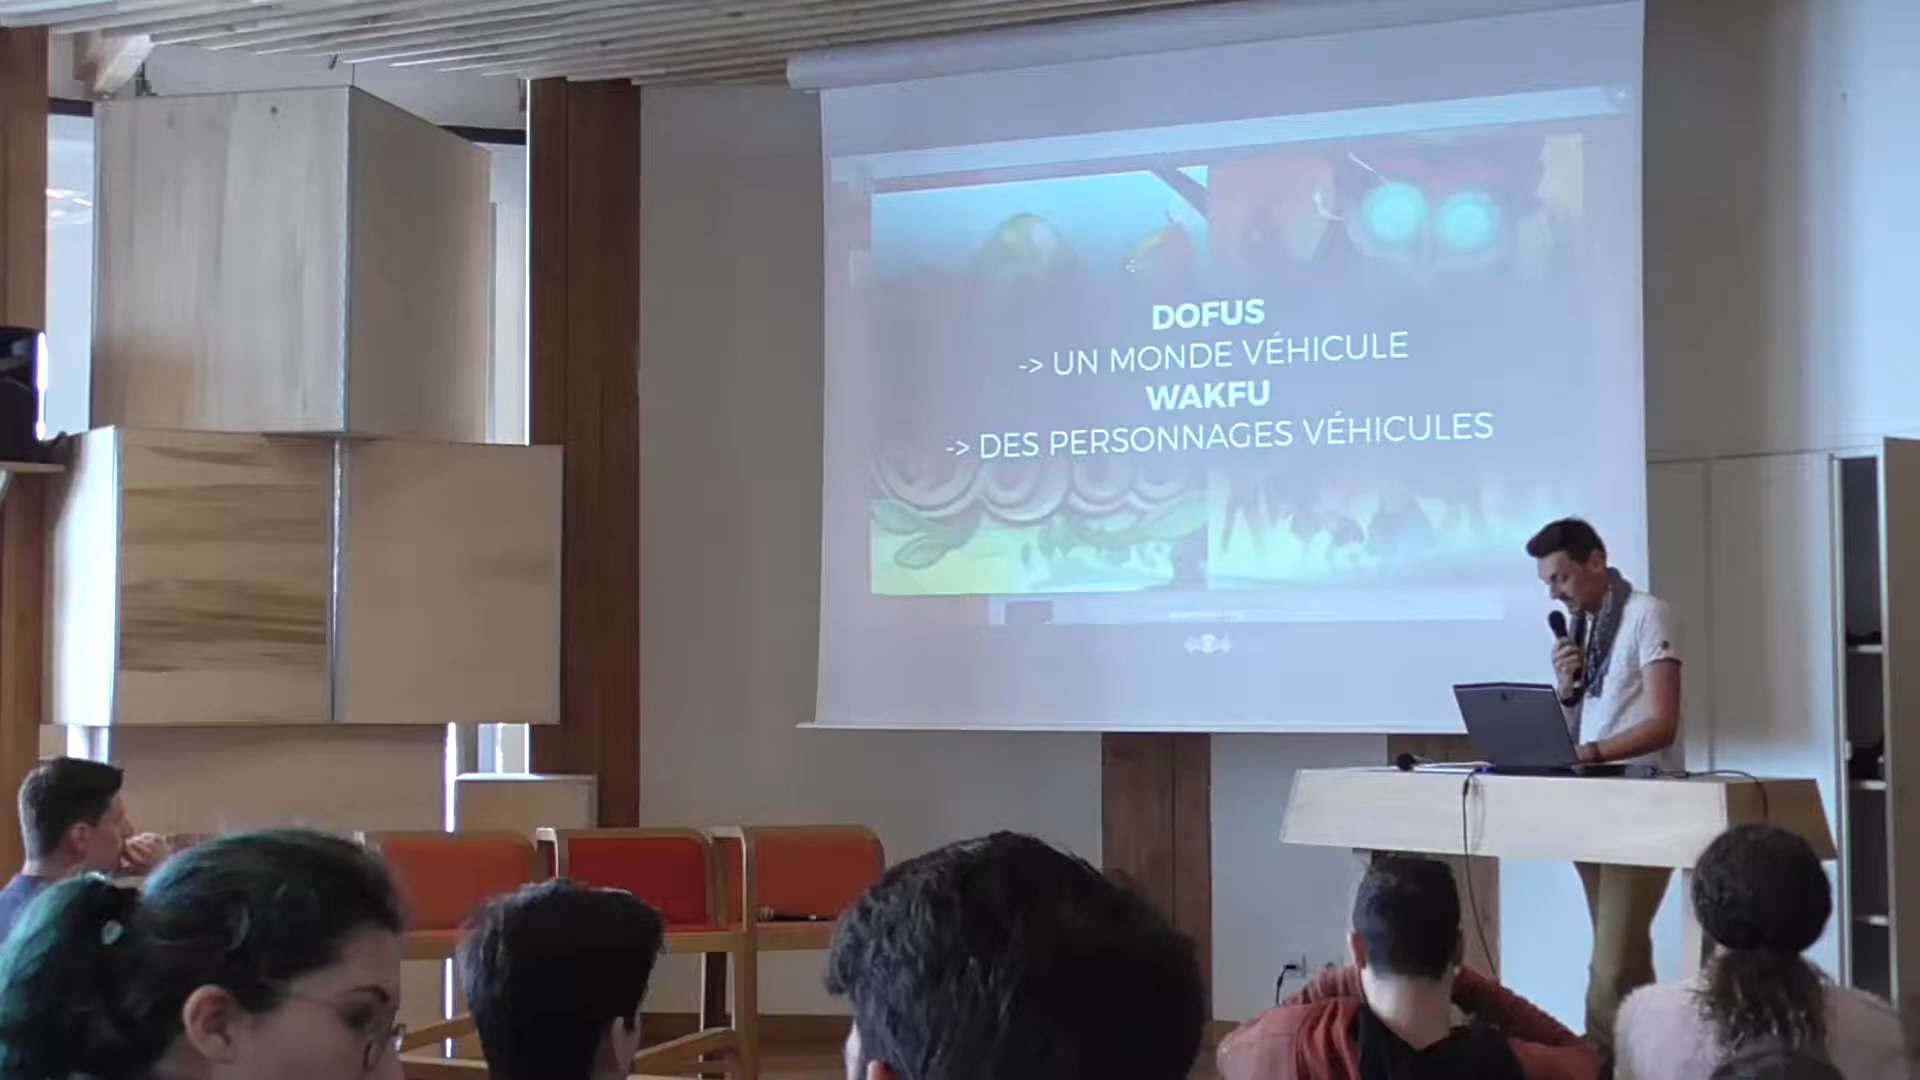 DOFUS
-> UN MONDE VÉHICULE
WAKFU
-> DES PERSONNAGES VÉHICULES